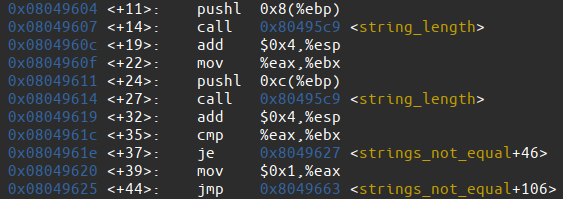 0x08049604 <+11>: pushl 0x8(%ebp)
0x08049607 <+14>: call 0x80495c9 <string_length>
0x0804960c <+19>: add $0x4,%esp
0x0804960f <+22>: mov %eax,%ebx
0x08049611 <+24>: pushl 0xc(%ebp)
0x08049614 <+27>: call 0x80495c9 <string_length>
0x08049619 <+32>: add $0x4,%esp
0x0804961c <+35>: cmp %eax,%ebx
0x0804961e <+37>: je 0x8049627 <strings_not_equal+46>
0x08049620 <+39>: mov $0x1,%eax
0x08049625 <+44>: jmp 0x8049663 <strings_not_equal+106>